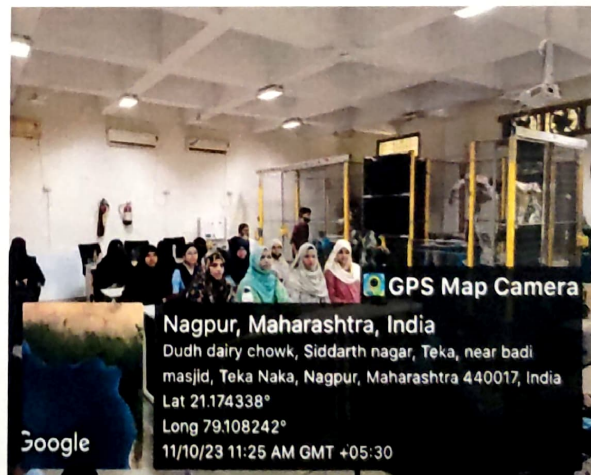 GPS Map Camera
Nagpur, Maharashtra, India
Dudh dairy chowk, Siddarth nagar, Teka, near badi
masjid, Teka Naka, Nagpur, Maharashtra 440017, India
Lat 21.174338°
Long 79.108242°
11/10/23 11:25 AM GMT +05:30
Google